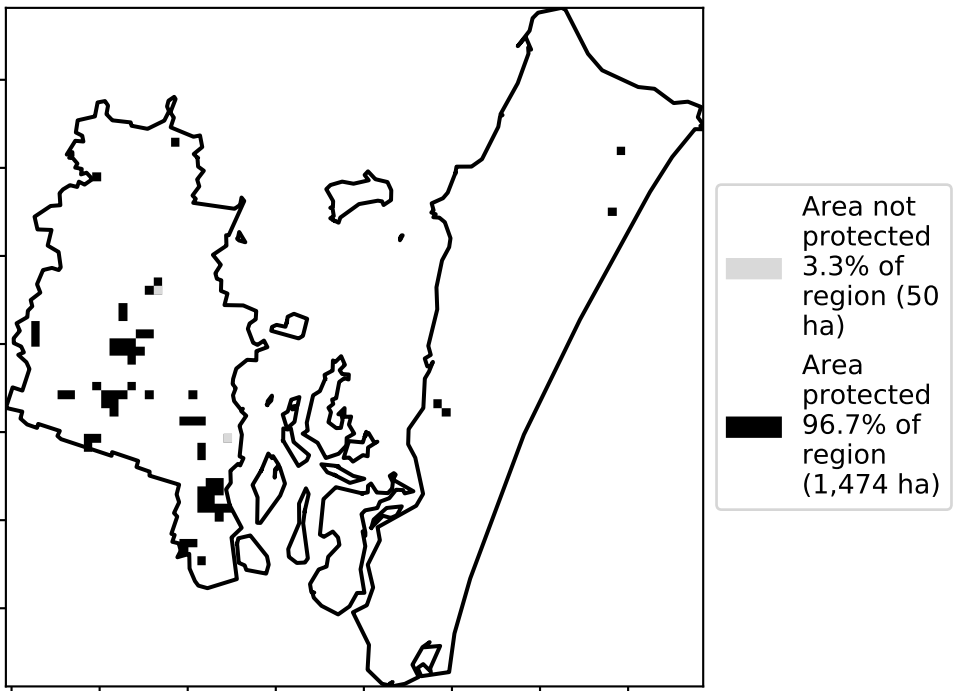 Area not
protected
3.3% of
region (50
ha)
Area
protected
96.7% of
region
(1,474 ha)